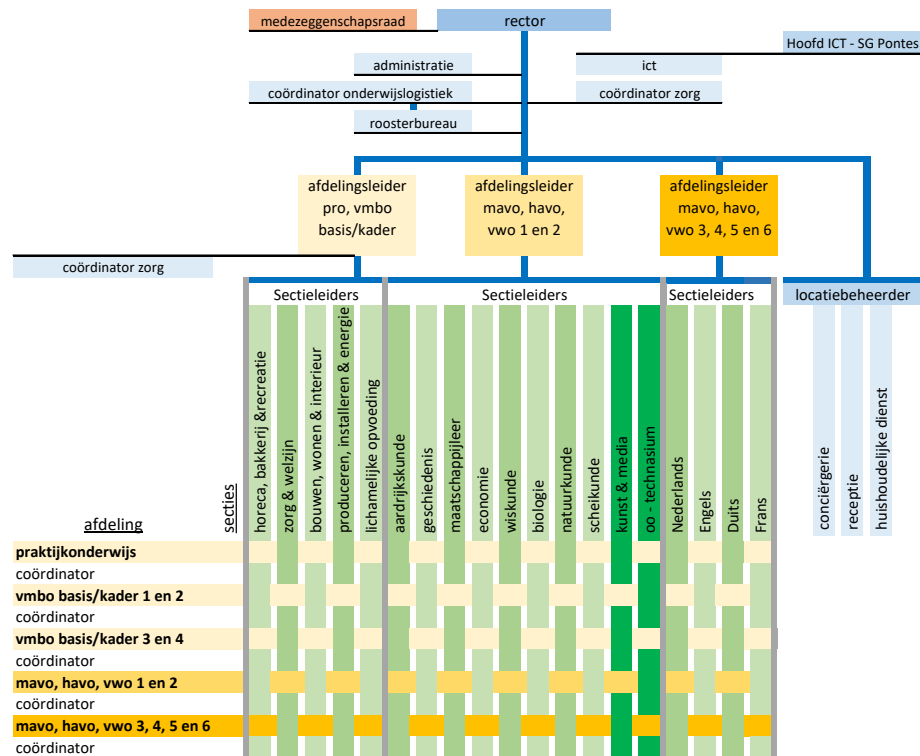 medezeggenschapsraad
rector
Hoofd ICT - SG Pontes
administratie
ict
coördinator onderwijslogistiek
coördinator zorg
roosterbureau
afdelingsleider
pro, vmbo
basis/kader
afdelingsleider
mavo, havo,
vwo 1 en 2
afdelingsleider
mavo, havo,
vwo 3, 4, 5 en 6
coördinator zorg
Sectieleiders
Sectieleiders
Sectieleiders
locatiebeheerder
afdeling
secties
horeca, bakkerij &recreatie
zorg & welzijn
bouwen, wonen & interieur
produceren, installeren & energie
lichamelijke opvoeding
aardrijkskunde
geschiedenis
maatschappijleer
economie
wiskunde
biologie
natuurkunde
scheikunde
kunst & media
oo - technasium
Nederlands
Engels
Duits
Frans
conciërgerie
receptie
huishoudelijke dienst
praktijkonderwijs
coördinator
vmbo basis/kader 1 en 2
coördinator
vmbo basis/kader 3 en 4
coördinator
mavo, havo, vwo 1 en 2
coördinator
mavo, havo, vwo 3, 4, 5 en 6
coördinator